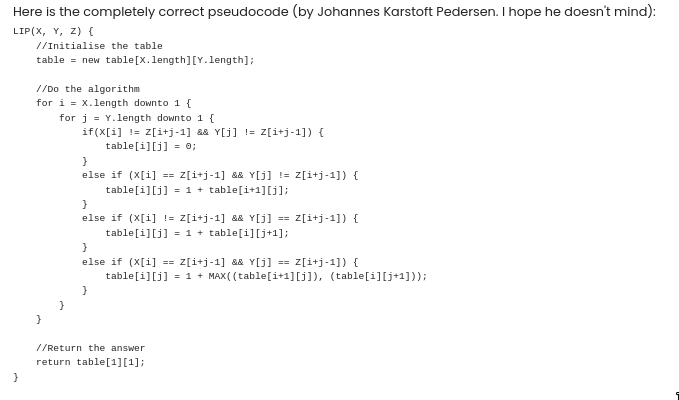 Here is the completely correct pseudocode (by Johannes Karstoft Pedersen. I hope he doesn't mind):
LIP(X, Y, Z) {
    //Initialise the table
    table = new table[X.length][Y.length];

    //Do the algorithm
    for i = X.length downto 1 {
        for j = Y.length downto 1 {
            if(X[i] != Z[i+j-1] && Y[j] != Z[i+j-1]) {
                table[i][j] = 0;
            }
            else if (X[i] == Z[i+j-1] && Y[j] != Z[i+j-1]) {
                table[i][j] = 1 + table[i+1][j];
            }
            else if (X[i] != Z[i+j-1] && Y[j] == Z[i+j-1]) {
                table[i][j] = 1 + table[i][j+1];
            }
            else if (X[i] == Z[i+j-1] && Y[j] == Z[i+j-1]) {
                table[i][j] = 1 + MAX((table[i+1][j]), (table[i][j+1]));
            }
        }
    }

    //Return the answer
    return table[1][1];
}